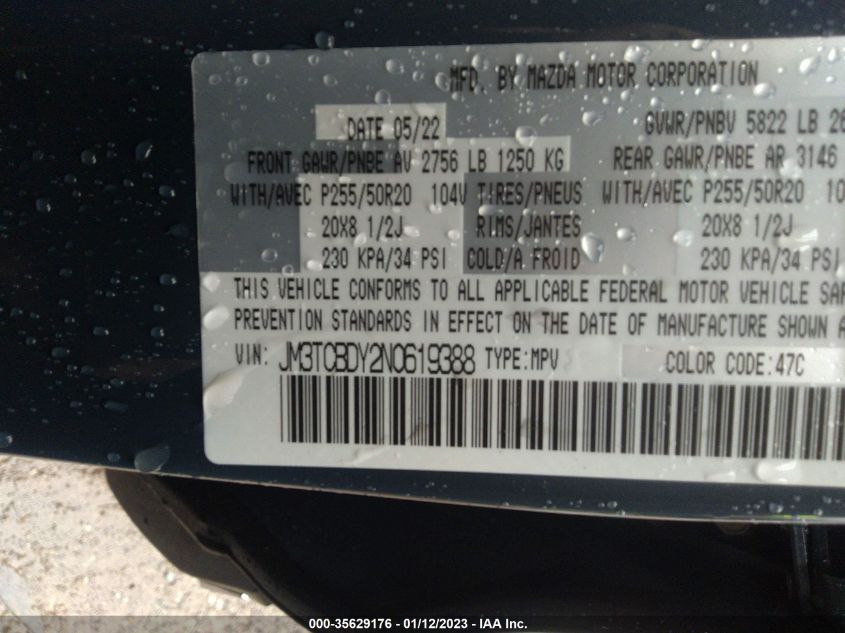 MFD. BY MAZDA MOTOR CORPORATION
DATE 05/22 GVWR/PNBV 5822 LB
FRONT GAWR/PNBE AV 2756 LB 1250 KG REAR GAWR/PNBE AR 3146
WITH/AVEC P255/50R20 104V TIRES/PNEUS WITH/AVEC P255/50R20
20X8 1/2J RIMS/JANTES 20X8 1/2J
230 KPA/34 PSI COLD/A FROID 230 KPA/34 PSI
THIS VEHICLE CONFORMS TO ALL APPLICABLE FEDERAL MOTOR VEHICLE
PREVENTION STANDARDS IN EFFECT ON THE DATE OF MANUFACTURE SHOWN
VIN: JM3TCBDY2N0619388 TYPE:MPV COLOR CODE:47C
000-35629176 - 01/12/2023 - IAA Inc.